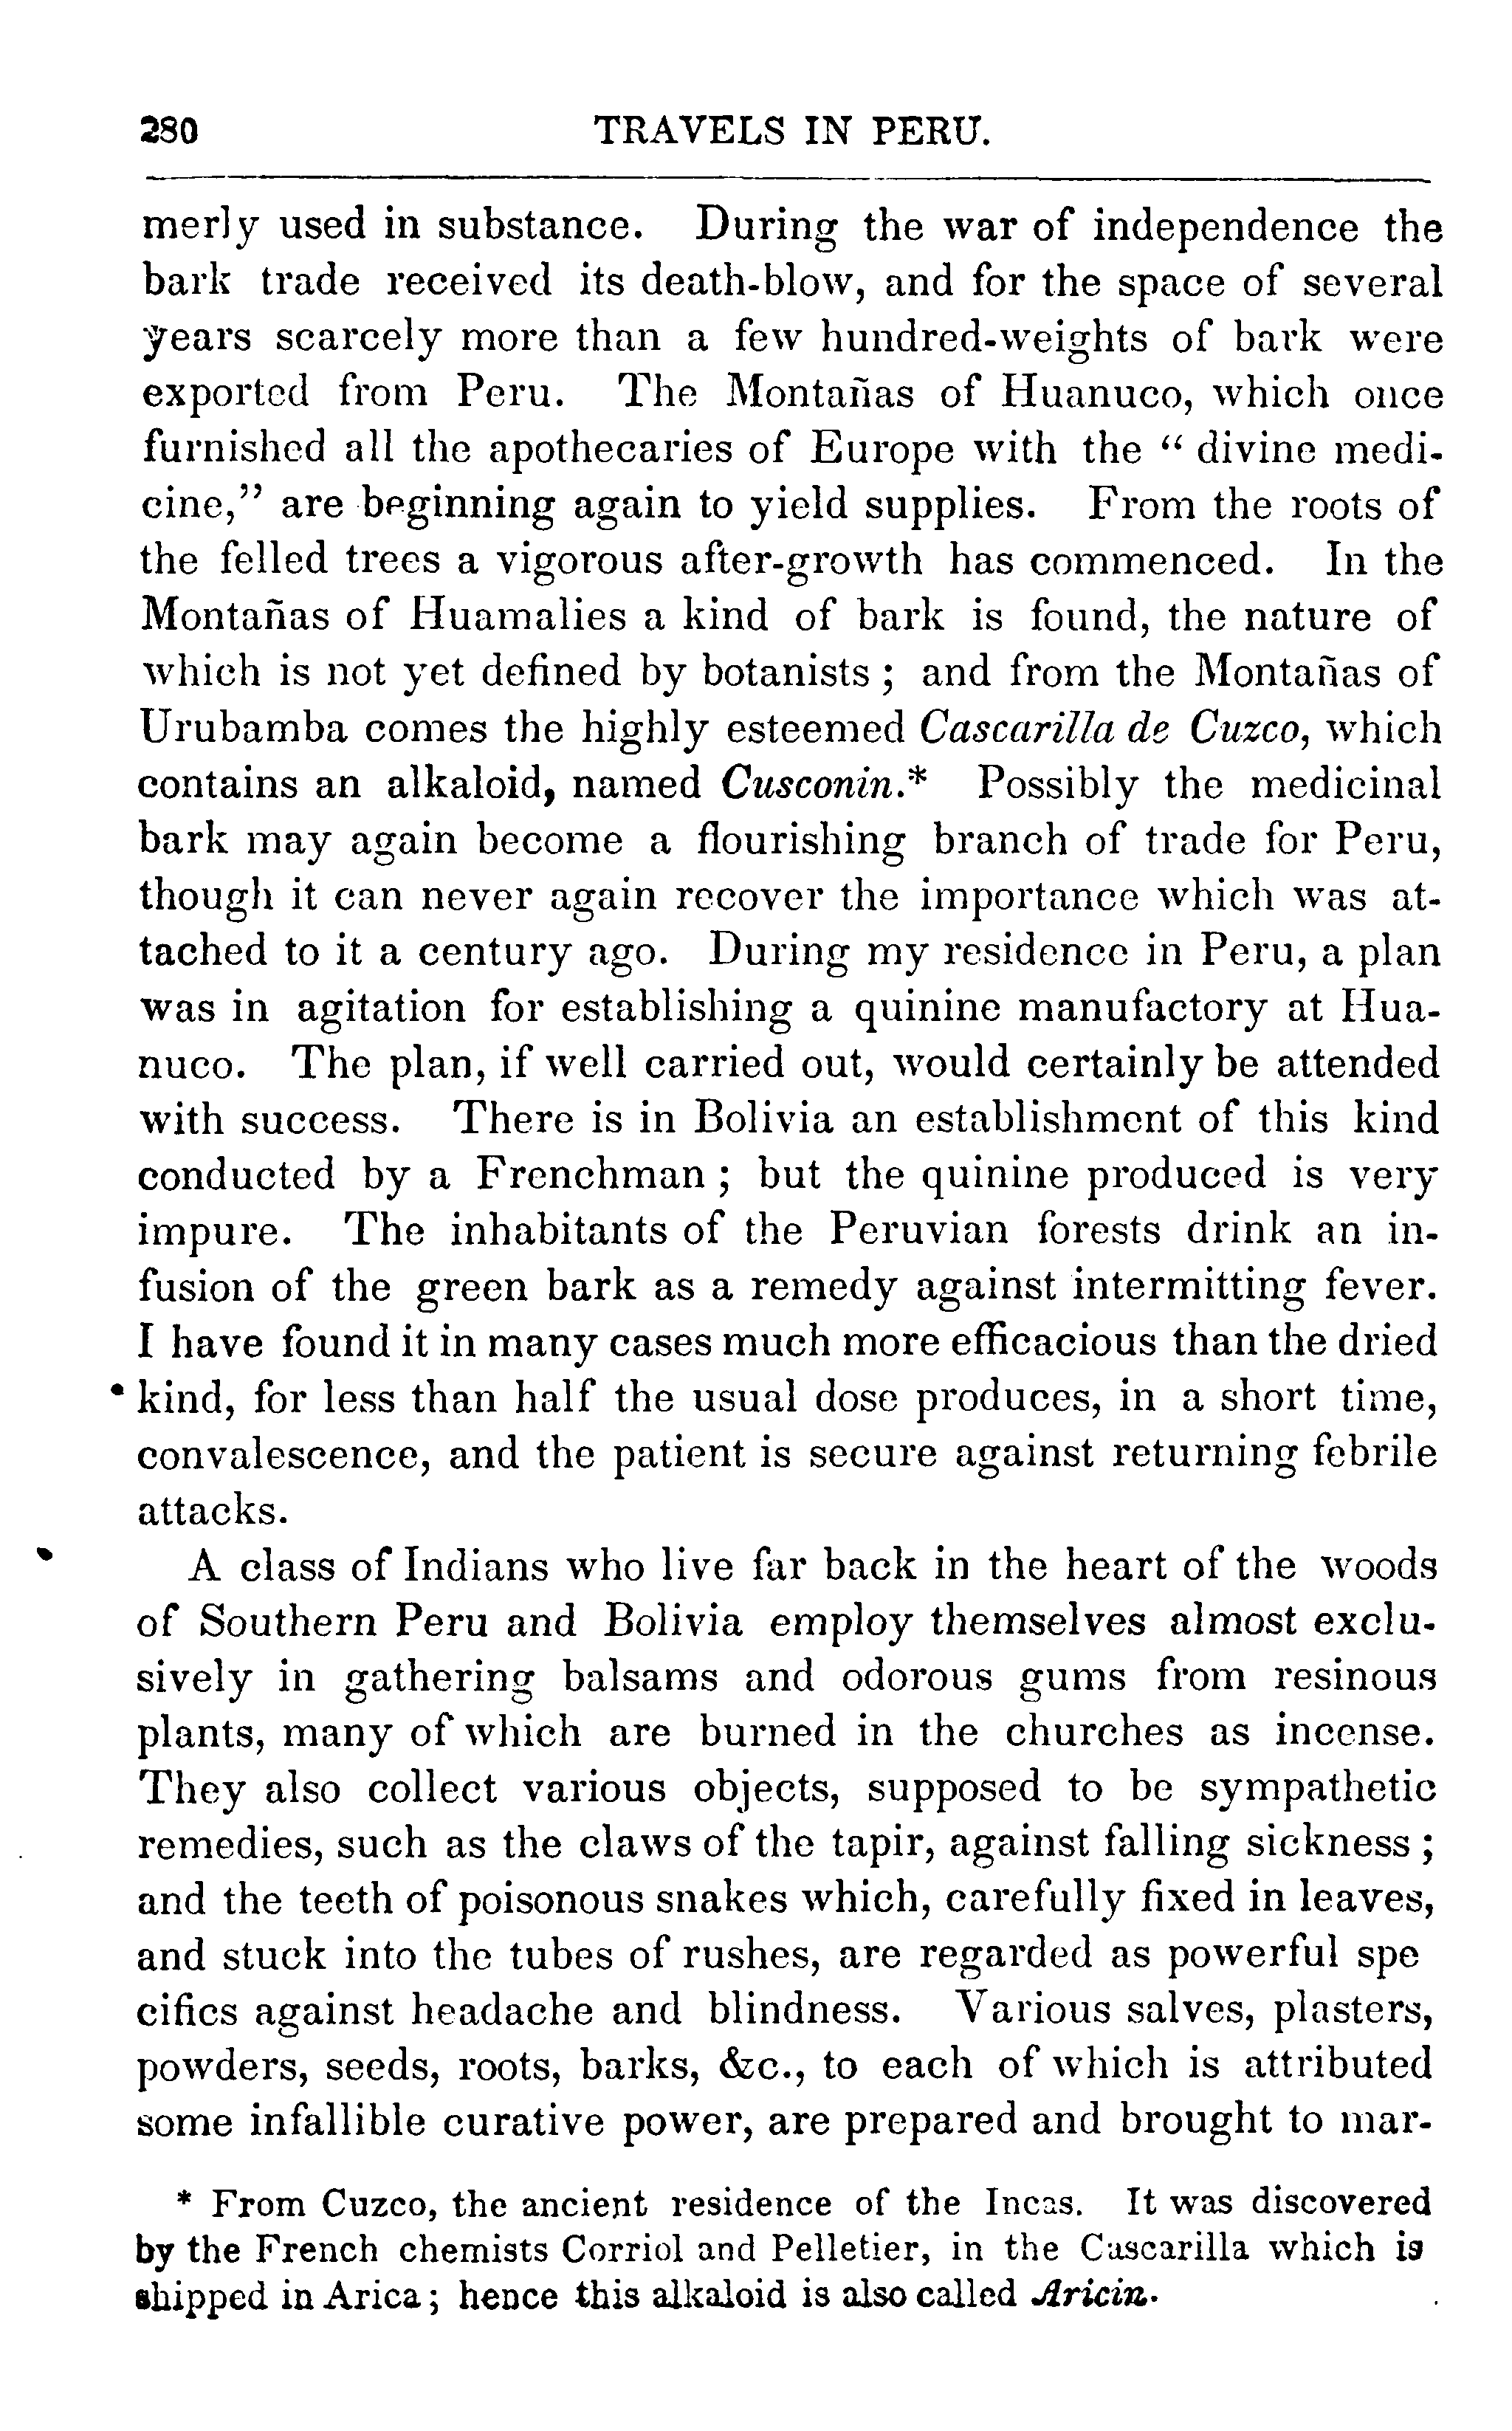 280 TRAVELS IN PERU.
merly used in substance. During the war of independence the
bark trade received its death-blow, and for the space of several
years scarcely more than a few hundred-weights of bark were
exported from Peru. The Montañas of Huanuco, which once
furnished all the apothecaries of Europe with the “ divine medi-
cine,” are beginning again to yield supplies. From the roots of
the felled trees a vigorous after-growth has commenced. In the
Montañas of Huamalies a kind of bark is found, the nature of
which is not yet defined by botanists ; and from the Montañas of
Urubamba comes the highly esteemed Cascarilla de Cuzco, which
contains an alkaloid, named Cusconin.* Possibly the medicinal
bark may again become a flourishing branch of trade for Peru,
though it can never again recover the importance which was at-
tached to it a century ago. During my residence in Peru, a plan
was in agitation for establishing a quinine manufactory at Hua-
nuco. The plan, if well carried out, would certainly be attended
with success. There is in Bolivia an establishment of this kind
conducted by a Frenchman ; but the quinine produced is very
impure. The inhabitants of the Peruvian forests drink an in-
fusion of the green bark as a remedy against intermitting fever.
I have found it in many cases much more efficacious than the dried
kind, for less than half the usual dose produces, in a short time,
convalescence, and the patient is secure against returning febrile
attacks.
A class of Indians who live far back in the heart of the woods
of Southern Peru and Bolivia employ themselves almost exclu-
sively in gathering balsams and odorous gums from resinous
plants, many of which are burned in the churches as incense.
They also collect various objects, supposed to be sympathetic
remedies, such as the claws of the tapir, against falling sickness ;
and the teeth of poisonous snakes which, carefully fixed in leaves,
and stuck into the tubes of rushes, are regarded as powerful spe
cifics against headache and blindness. Various salves, plasters,
powders, seeds, roots, barks, &c., to each of which is attributed
some infallible curative power, are prepared and brought to mar-
* From Cuzco, the ancient residence of the Incas. It was discovered
by the French chemists Corriol and Pelletier, in the Cascarilla which is
shipped in Arica ; hence this alkaloid is also called Aricin.